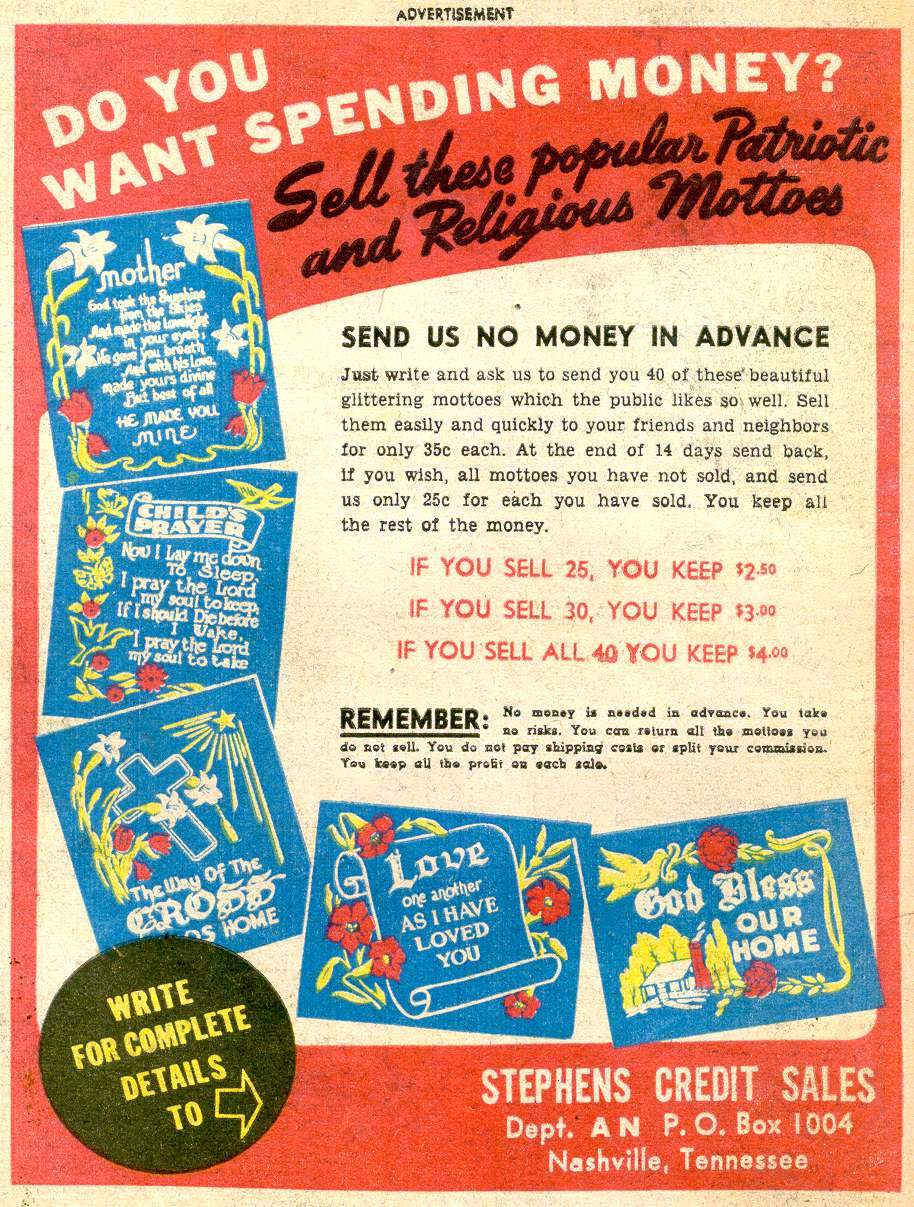 ADVERTISEMENT
DO YOU
WANT SPENDING MONEY?
Sell these popular Patriotic
and Religious Mottoes
mother
God took the Sunshine
from the Skies
And made the lovelight
in your eyes;
He gave you breath
And with his Love,
made yours divine
But best of all
HE MADE YOU
MINE
CHILD'S
PRAYER
Now I Lay me down
TO Sleep,
I pray the Lord
my soul to keep,
If I should Die before
I Wake,
I pray the Lord
my soul to take
The Way Of The
CROSS
DS HOME
SEND US NO MONEY IN ADVANCE
Just write and ask us to send you 40 of these beautiful
glittering mottoes which the public likes so well. Sell
them easily and quickly to your friends and neighbors
for only 35c each. At the end of 14 days send back,
if you wish, all mottoes you have not sold, and send
us only 25c for each you have sold. You keep all
the rest of the money.
IF YOU SELL 25, YOU KEEP $2.50
IF YOU SELL 30, YOU KEEP $3.00
IF YOU SELL ALL 40 YOU KEEP $4.00
REMEMBER: No money is needed in advance. You take
no risks. You can return all the mottoes you
do not sell. You do not pay shipping costs or split your commission.
You keep all the profit on each sale.
Love
one another
AS I HAVE
LOVED
YOU
God Bless
OUR
HOME
WRITE
FOR COMPLETE
DETAILS
TO
STEPHENS CREDIT SALES
Dept. AN P. O. Box 1004
Nashville, Tennessee